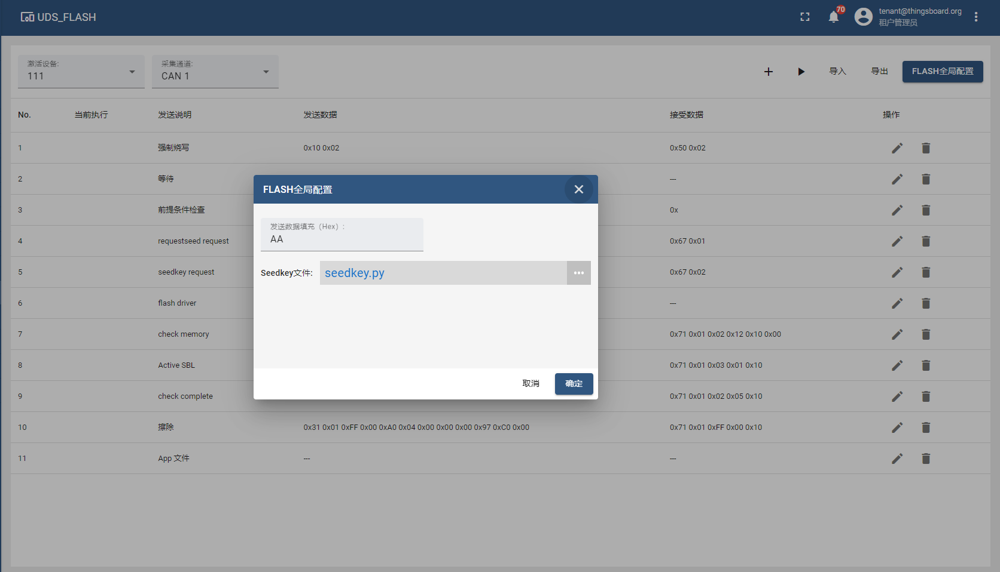 UDS_FLASH
70
tenant@thingsboard.org
租户管理员
激活设备:
111
采集通道:
CAN 1
导入
导出
FLASH全局配置
No. 当前执行 发送说明 发送数据 接受数据 操作
1 强制烧写 0x10 0x02 0x50 0x02
2 等待 ---
3 前提条件检查 0x
4 requestseed request 0x67 0x01
5 seedkey request 0x67 0x02
6 flash driver ---
7 check memory 0x71 0x01 0x02 0x12 0x10 0x00
8 Active SBL 0x71 0x01 0x03 0x01 0x10
9 check complete 0x71 0x01 0x02 0x05 0x10
10 擦除 0x31 0x01 0xFF 0x00 0xA0 0x04 0x00 0x00 0x00 0x97 0xC0 0x00 0x71 0x01 0xFF 0x00 0x10
11 App 文件 --- ---
FLASH全局配置
发送数据填充（Hex）:
AA
Seedkey文件: seedkey.py
取消
确定